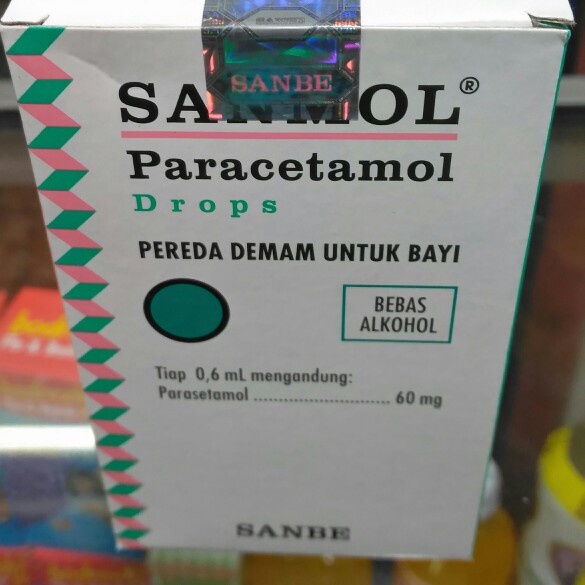 SANBE
SANMOL®
Paracetamol
Drops
PEREDA DEMAM UNTUK BAYI
BEBAS
ALKOHOL
Tiap 0,6 mL mengandung:
Parasetamol ............................ 60 mg
SANBE